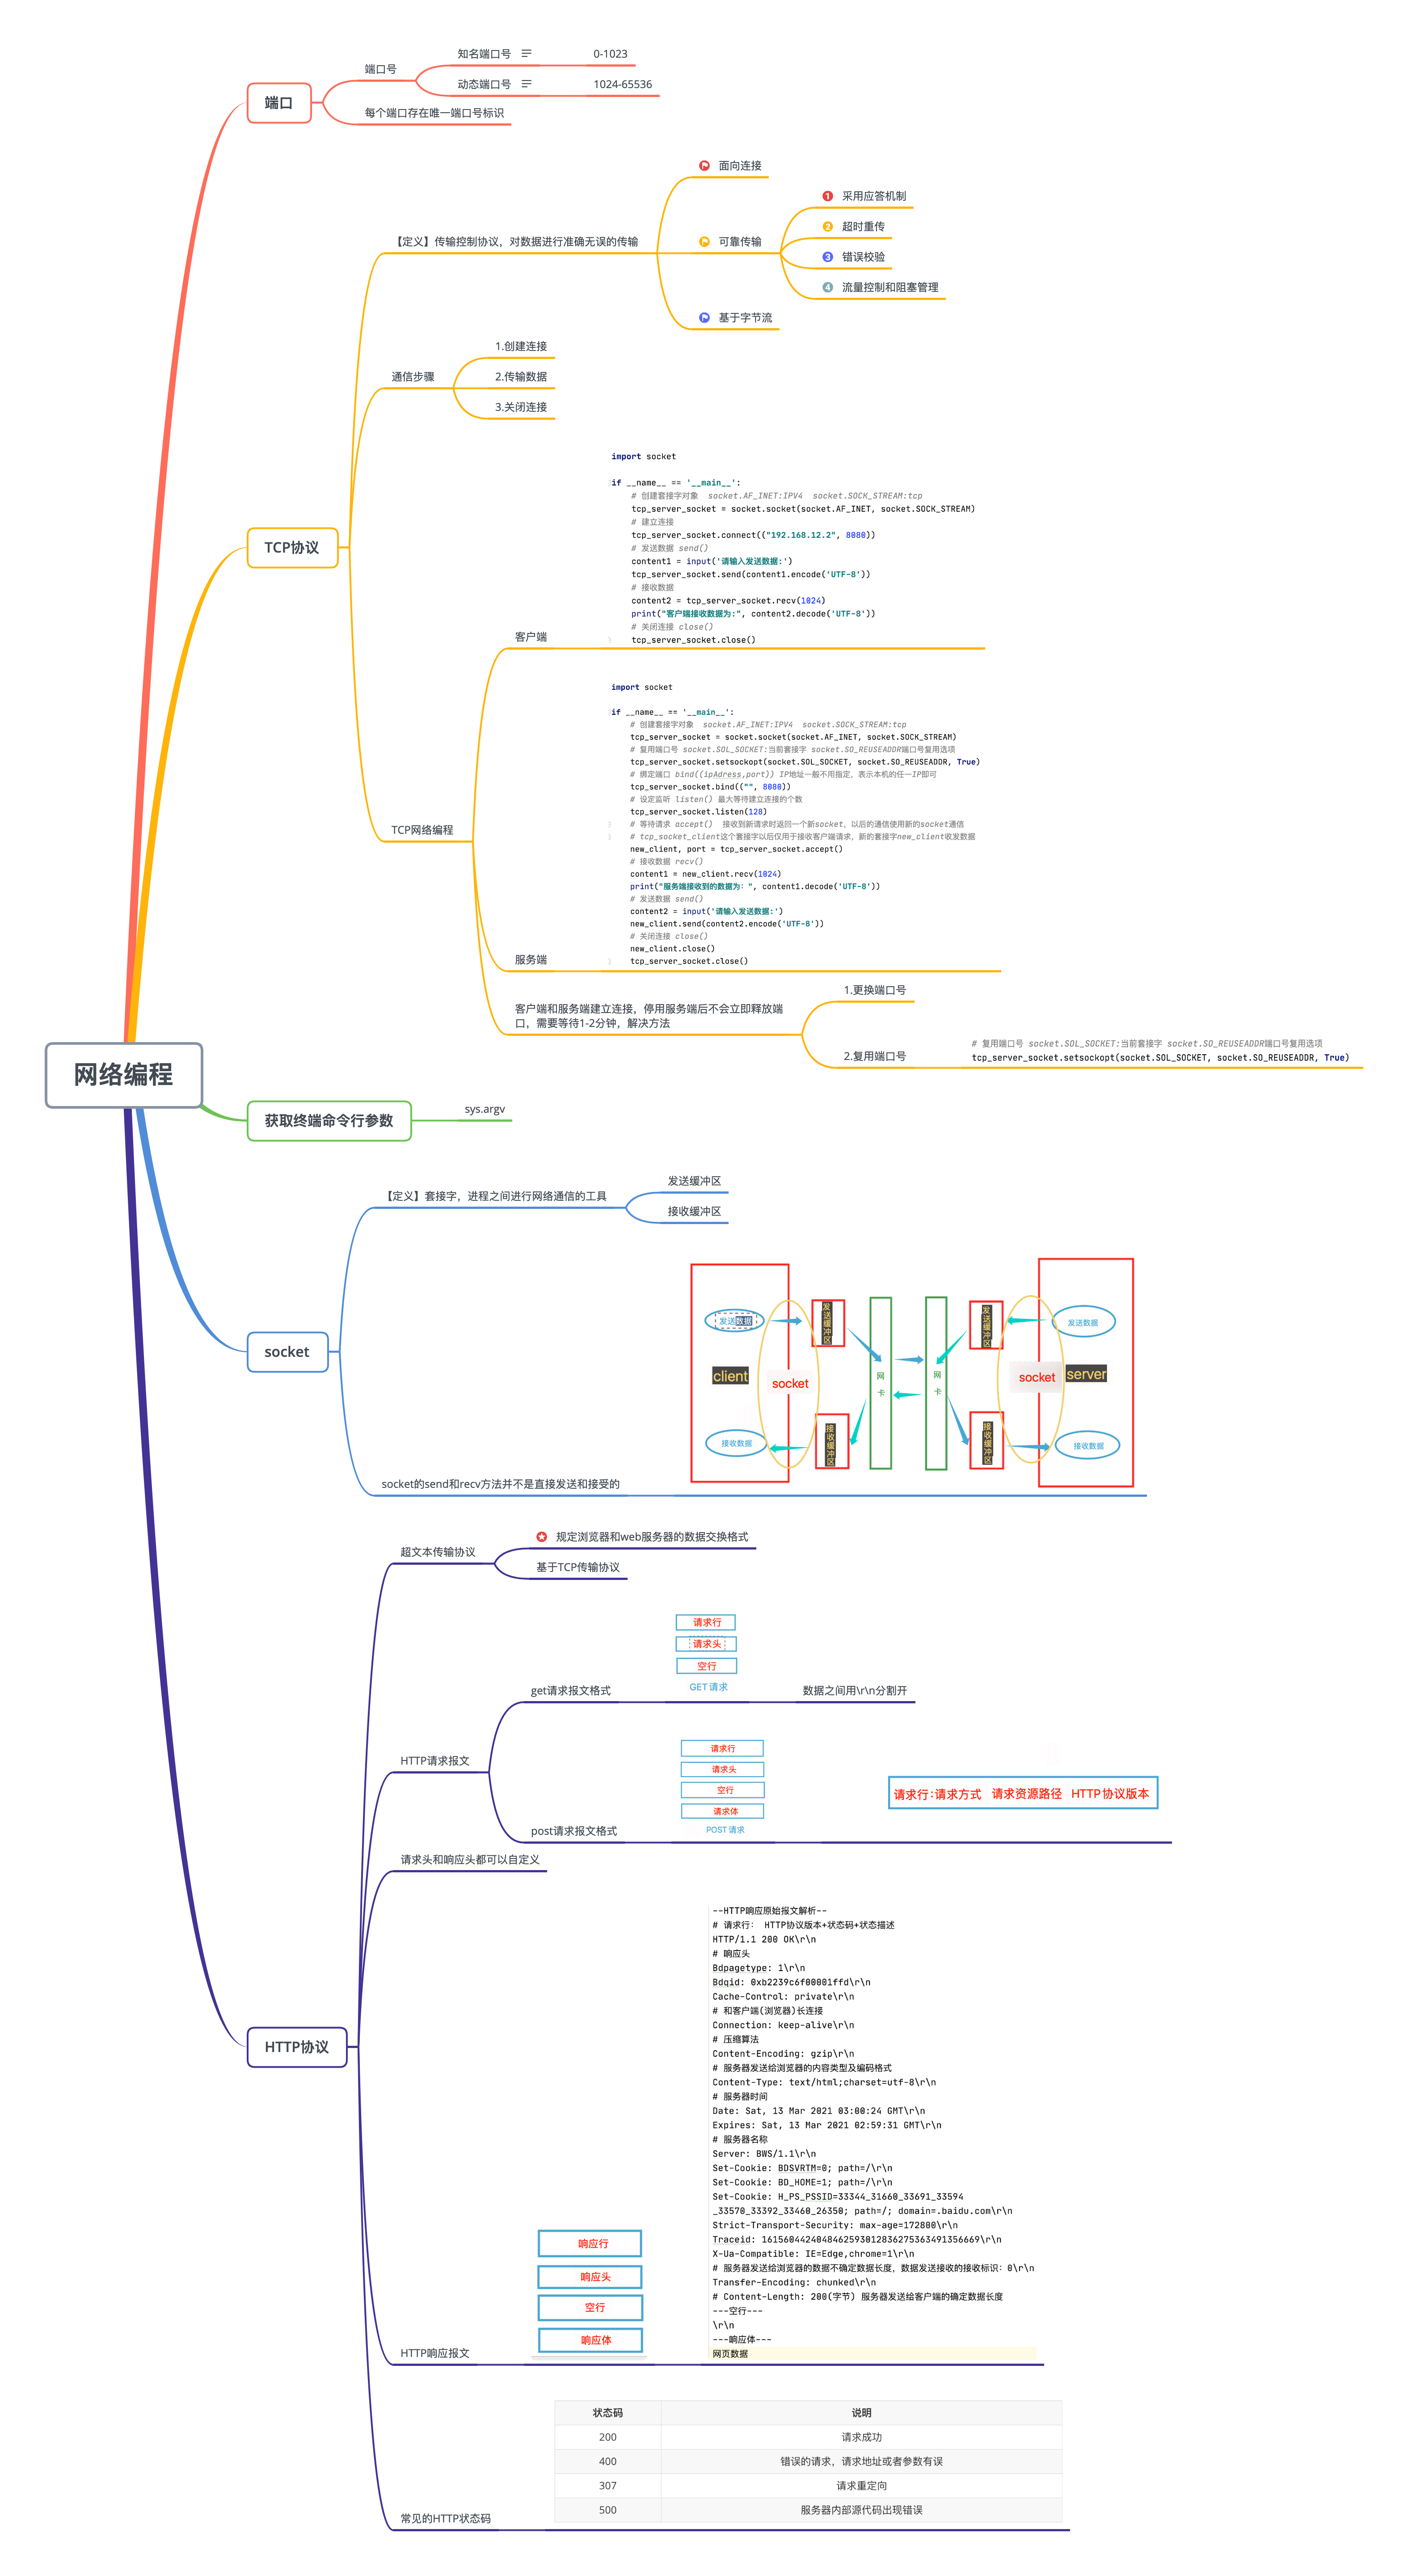 网络编程
端口
端口号
知名端口号
0-1023
动态端口号
1024-65536
每个端口存在唯一端口号标识
TCP协议
【定义】传输控制协议，对数据进行准确无误的传输
面向连接
可靠传输
1 采用应答机制
2 超时重传
3 错误校验
4 流量控制和阻塞管理
基于字节流
通信步骤
1.创建连接
2.传输数据
3.关闭连接
TCP网络编程
客户端
import socket
if __name__ == '__main__':
# 创建套接字对象 socket.AF_INET:IPV4 socket.SOCK_STREAM:tcp
tcp_server_socket = socket.socket(socket.AF_INET, socket.SOCK_STREAM)
# 建立连接
tcp_server_socket.connect(("192.168.12.2", 8080))
# 发送数据 send()
content1 = input('请输入发送数据:')
tcp_server_socket.send(content1.encode('UTF-8'))
# 接收数据
content2 = tcp_server_socket.recv(1024)
print("客户端接收数据为:", content2.decode('UTF-8'))
# 关闭连接 close()
tcp_server_socket.close()
服务端
import socket
if __name__ == '__main__':
# 创建套接字对象 socket.AF_INET:IPV4 socket.SOCK_STREAM:tcp
tcp_server_socket = socket.socket(socket.AF_INET, socket.SOCK_STREAM)
# 复用端口号 socket.SOL_SOCKET:当前套接字 socket.SO_REUSEADDR端口号复用选项
tcp_server_socket.setsockopt(socket.SOL_SOCKET, socket.SO_REUSEADDR, True)
# 绑定端口 bind((ipAdress,port)) IP地址一般不用指定，表示本机的任一IP即可
tcp_server_socket.bind(("", 8080))
# 设定监听 listen() 最大等待建立连接的个数
tcp_server_socket.listen(128)
# 等待请求 accept() 接收到新请求时返回一个新socket，以后的通信使用新的socket通信
# tcp_socket_client这个套接字以后仅用于接收客户端请求，新的套接字new_client收发数据
new_client, port = tcp_server_socket.accept()
# 接收数据 recv()
content1 = new_client.recv(1024)
print("服务端接收到的数据为: ", content1.decode('UTF-8'))
# 发送数据 send()
content2 = input('请输入发送数据:')
new_client.send(content2.encode('UTF-8'))
# 关闭连接 close()
new_client.close()
tcp_server_socket.close()
客户端和服务端建立连接，停用服务端后不会立即释放端
口，需要等待1-2分钟，解决方法
1.更换端口号
2.复用端口号
# 复用端口号 socket.SOL_SOCKET:当前套接字 socket.SO_REUSEADDR端口号复用选项
tcp_server_socket.setsockopt(socket.SOL_SOCKET, socket.SO_REUSEADDR, True)
获取终端命令行参数
sys.argv
socket
【定义】套接字，进程之间进行网络通信的工具
发送缓冲区
接收缓冲区
socket的send和recv方法并不是直接发送和接受的
发送数据
发送缓冲区
网卡
网卡
发送缓冲区
发送数据
client
socket
socket
server
接收数据
接收缓冲区
接收缓冲区
接收数据
HTTP协议
超文本传输协议
规定浏览器和web服务器的数据交换格式
基于TCP传输协议
HTTP请求报文
get请求报文格式
请求行
请求头
空行
GET 请求
数据之间用\r\n分割开
post请求报文格式
请求行
请求头
空行
请求体
POST 请求
请求行:请求方式 请求资源路径 HTTP协议版本
请求头和响应头都可以自定义
HTTP响应报文
响应行
响应头
空行
响应体
--HTTP响应原始报文解析--
# 请求行: HTTP协议版本+状态码+状态描述
HTTP/1.1 200 OK\r\n
# 响应头
Bdpagetype: 1\r\n
Bdqid: 0xb2239c6f00001ffd\r\n
Cache-Control: private\r\n
# 和客户端(浏览器)长连接
Connection: keep-alive\r\n
# 压缩算法
Content-Encoding: gzip\r\n
# 服务器发送给浏览器的内容类型及编码格式
Content-Type: text/html;charset=utf-8\r\n
# 服务器时间
Date: Sat, 13 Mar 2021 03:00:24 GMT\r\n
Expires: Sat, 13 Mar 2021 02:59:31 GMT\r\n
# 服务器名称
Server: BWS/1.1\r\n
Set-Cookie: BDSVRTM=0; path=/\r\n
Set-Cookie: BD_HOME=1; path=/\r\n
Set-Cookie: H_PS_PSSID=33344_31660_33691_33594
_33570_33392_33460_26350; path=/; domain=.baidu.com\r\n
Strict-Transport-Security: max-age=172800\r\n
Traceid: 1615604424048462593012836275363491356669\r\n
X-Ua-Compatible: IE=Edge,chrome=1\r\n
# 服务器发送给浏览器的数据不确定数据长度，数据发送接收的接收标识: 0\r\n
Transfer-Encoding: chunked\r\n
# Content-Length: 200(字节) 服务器发送给客户端的确定数据长度
---空行---
\r\n
---响应体---
网页数据
常见的HTTP状态码
状态码 说明
200 请求成功
400 错误的请求，请求地址或者参数有误
307 请求重定向
500 服务器内部源代码出现错误